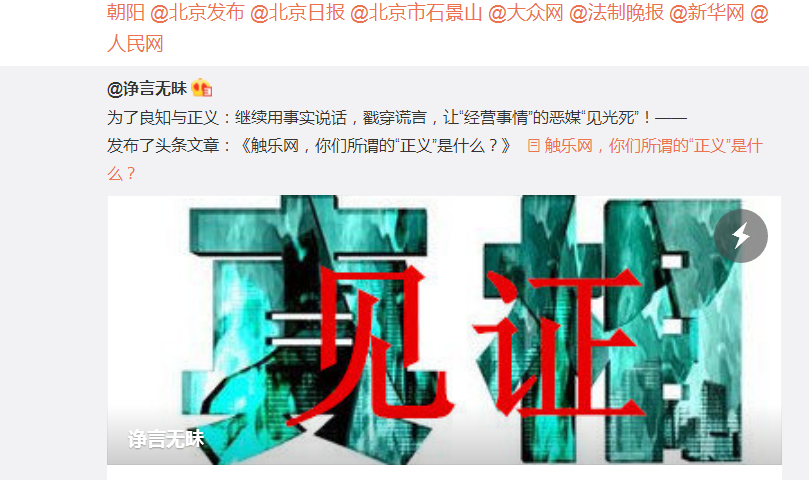 朝阳 @北京发布 @北京日报 @北京市石景山 @大众网 @法制晚报 @新华网 @
人民网
@诤言无昧
为了良知与正义：继续用事实说话，戳穿谎言，让“经营事情”的恶媒“见光死”！——
发布了头条文章：《触乐网，你们所谓的“正义”是什么？》 触乐网，你们所谓的“正义”是什
么？
真相
见证
诤言无昧